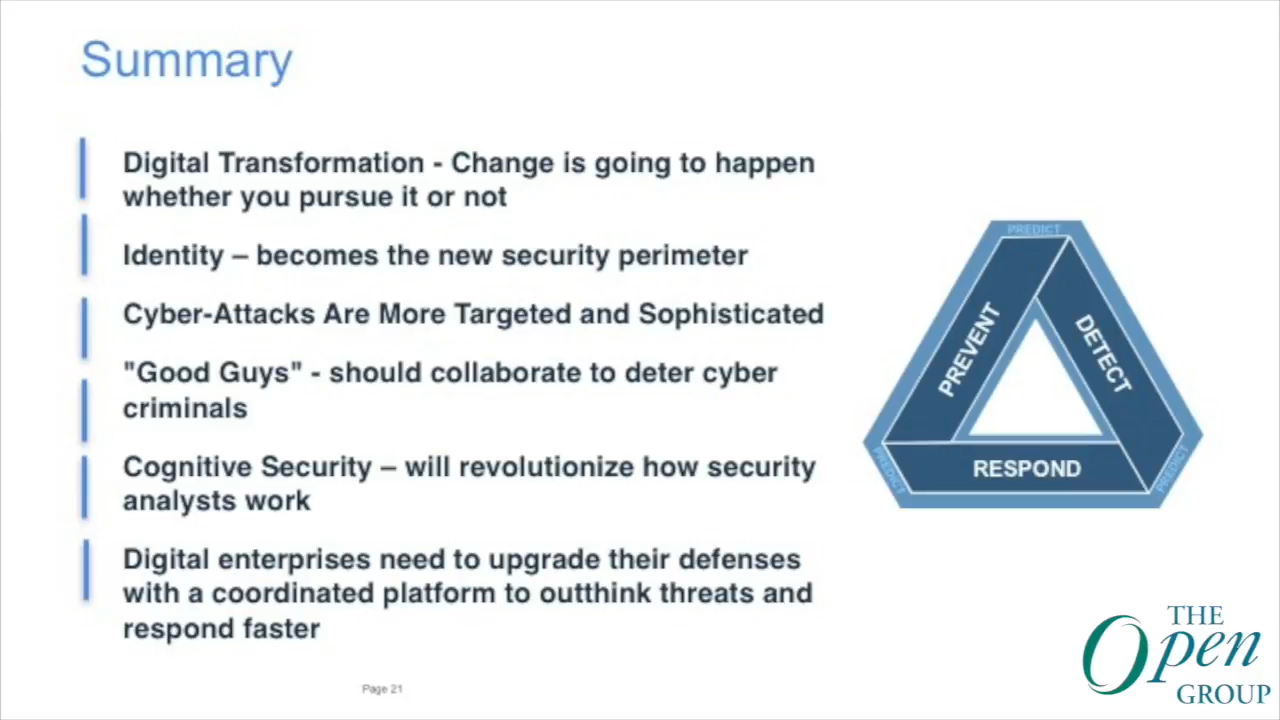 Summary
Digital Transformation - Change is going to happen
whether you pursue it or not
Identity – becomes the new security perimeter
Cyber-Attacks Are More Targeted and Sophisticated
"Good Guys" - should collaborate to deter cyber
criminals
Cognitive Security – will revolutionize how security
analysts work
Digital enterprises need to upgrade their defenses
with a coordinated platform to outthink threats and
respond faster
PREDICT
PREVENT
DETECT
RESPOND
PREDICT
PREDICT
Page 21
THE
Open
GROUP